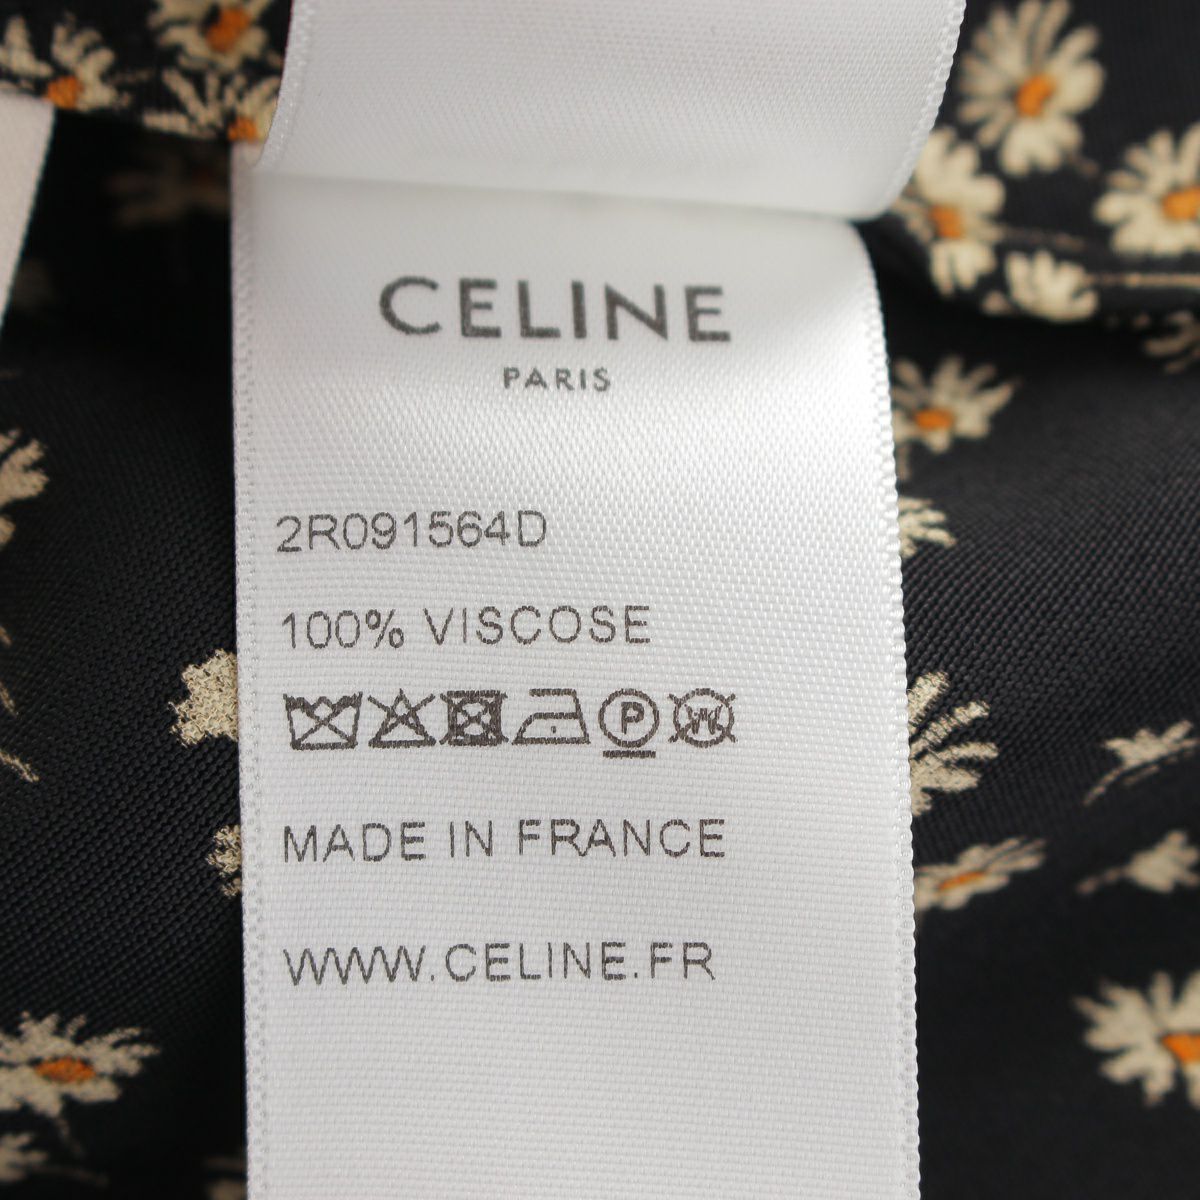 CELINE
PARIS
2R091564D
100% VISCOSE
P W
MADE IN FRANCE
WWW.CELINE.FR